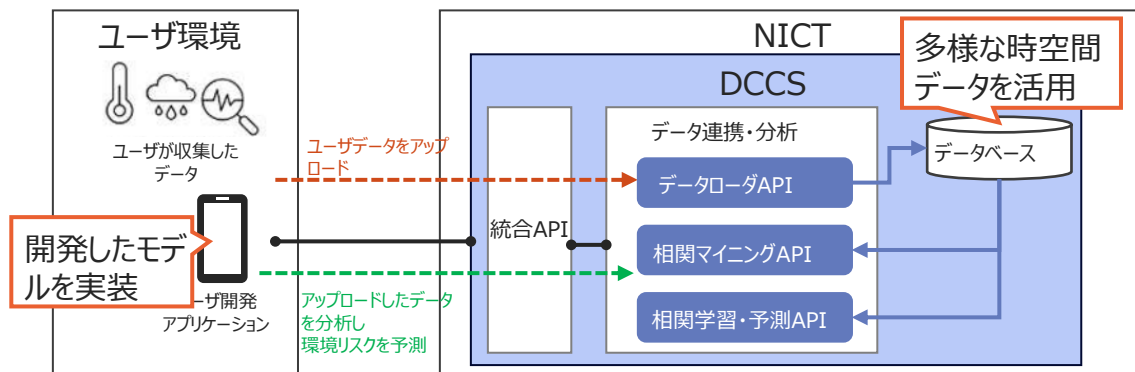 ユーザ環境
ユーザが収集した
データ
開発したモデ
ルを実装
ーザ開発
アプリケーション
ユーザデータをアップ
ロード
アップロードしたデータ
を分析し
環境リスクを予測
NICT
DCCS
多様な時空間
データを活用
統合API
データ連携・分析
データローダAPI
相関マイニングAPI
相関学習・予測API
データベース